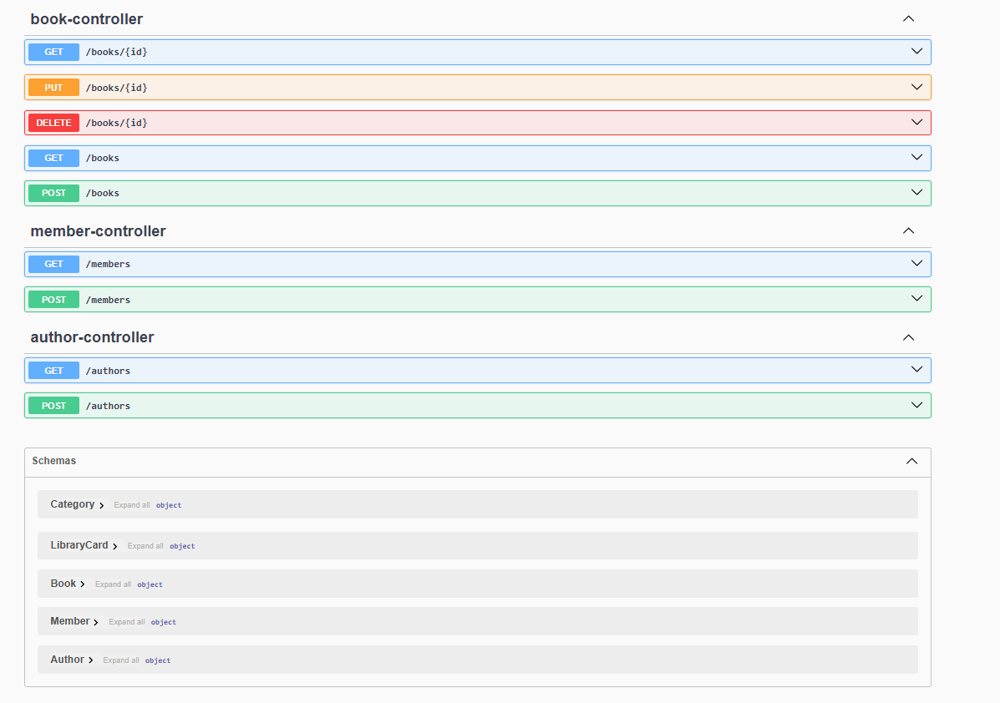 book-controller
GET /books/{id}
PUT /books/{id}
DELETE /books/{id}
GET /books
POST /books
member-controller
GET /members
POST /members
author-controller
GET /authors
POST /authors
Schemas
Category Expand all object
LibraryCard Expand all object
Book Expand all object
Member Expand all object
Author Expand all object